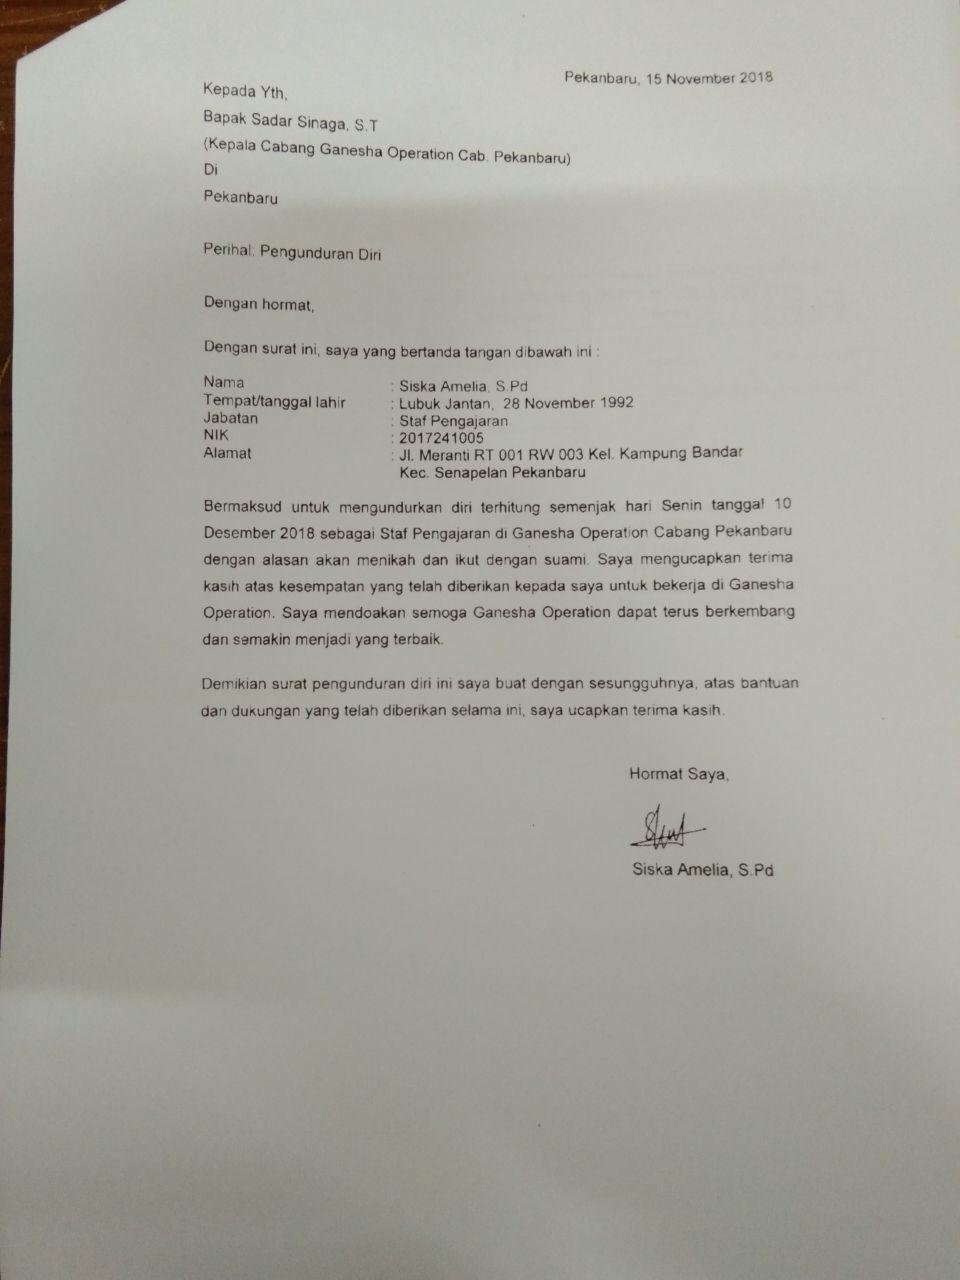 Pekanbaru, 15 November 2018
Kepada Yth,
Bapak Sadar Sinaga, S.T
(Kepala Cabang Ganesha Operation Cab. Pekanbaru)
Di
Pekanbaru
Perihal: Pengunduran Diri
Dengan hormat,
Dengan surat ini, saya yang bertanda tangan dibawah ini :
Nama : Siska Amelia, S.Pd
Tempat/tanggal lahir : Lubuk Jantan, 28 November 1992
Jabatan : Staf Pengajaran
NIK : 2017241005
Alamat : Jl. Meranti RT 001 RW 003 Kel. Kampung Bandar
Kec. Senapelan Pekanbaru
Bermaksud untuk mengundurkan diri terhitung semenjak hari Senin tanggal 10
Desember 2018 sebagai Staf Pengajaran di Ganesha Operation Cabang Pekanbaru
dengan alasan akan menikah dan ikut dengan suami. Saya mengucapkan terima
kasih atas kesempatan yang telah diberikan kepada saya untuk bekerja di Ganesha
Operation. Saya mendoakan semoga Ganesha Operation dapat terus berkembang
dan semakin menjadi yang terbaik.
Demikian surat pengunduran diri ini saya buat dengan sesungguhnya, atas bantuan
dan dukungan yang telah diberikan selama ini, saya ucapkan terima kasih.
Hormat Saya,
Siska Amelia, S.Pd